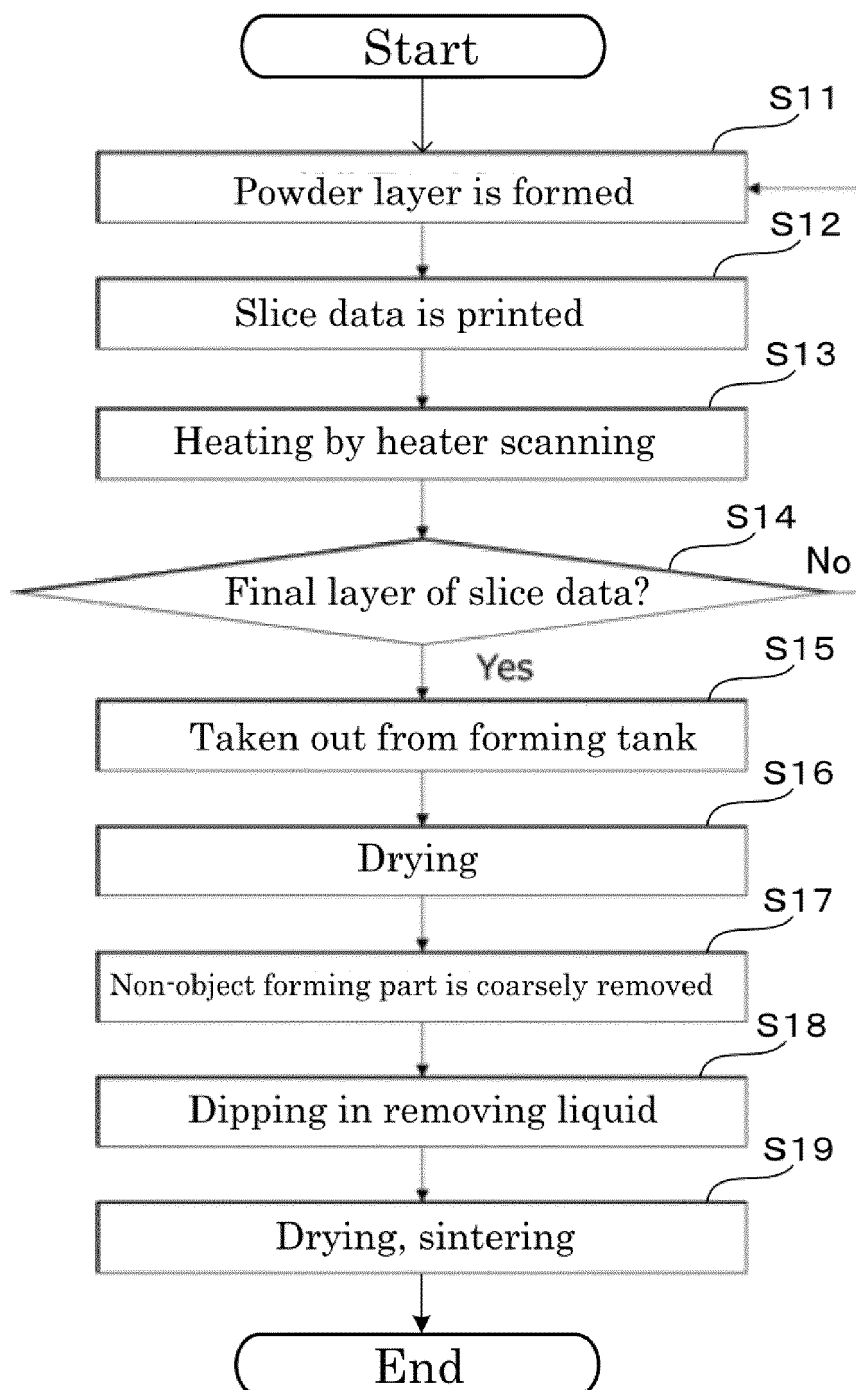 Start
S11
Powder layer is formed
S12
Slice data is printed
S13
Heating by heater scanning
S14
Final layer of slice data?
No
Yes
S15
Taken out from forming tank
S16
Drying
S17
Non-object forming part is coarsely removed
S18
Dipping in removing liquid
S19
Drying, sintering
End